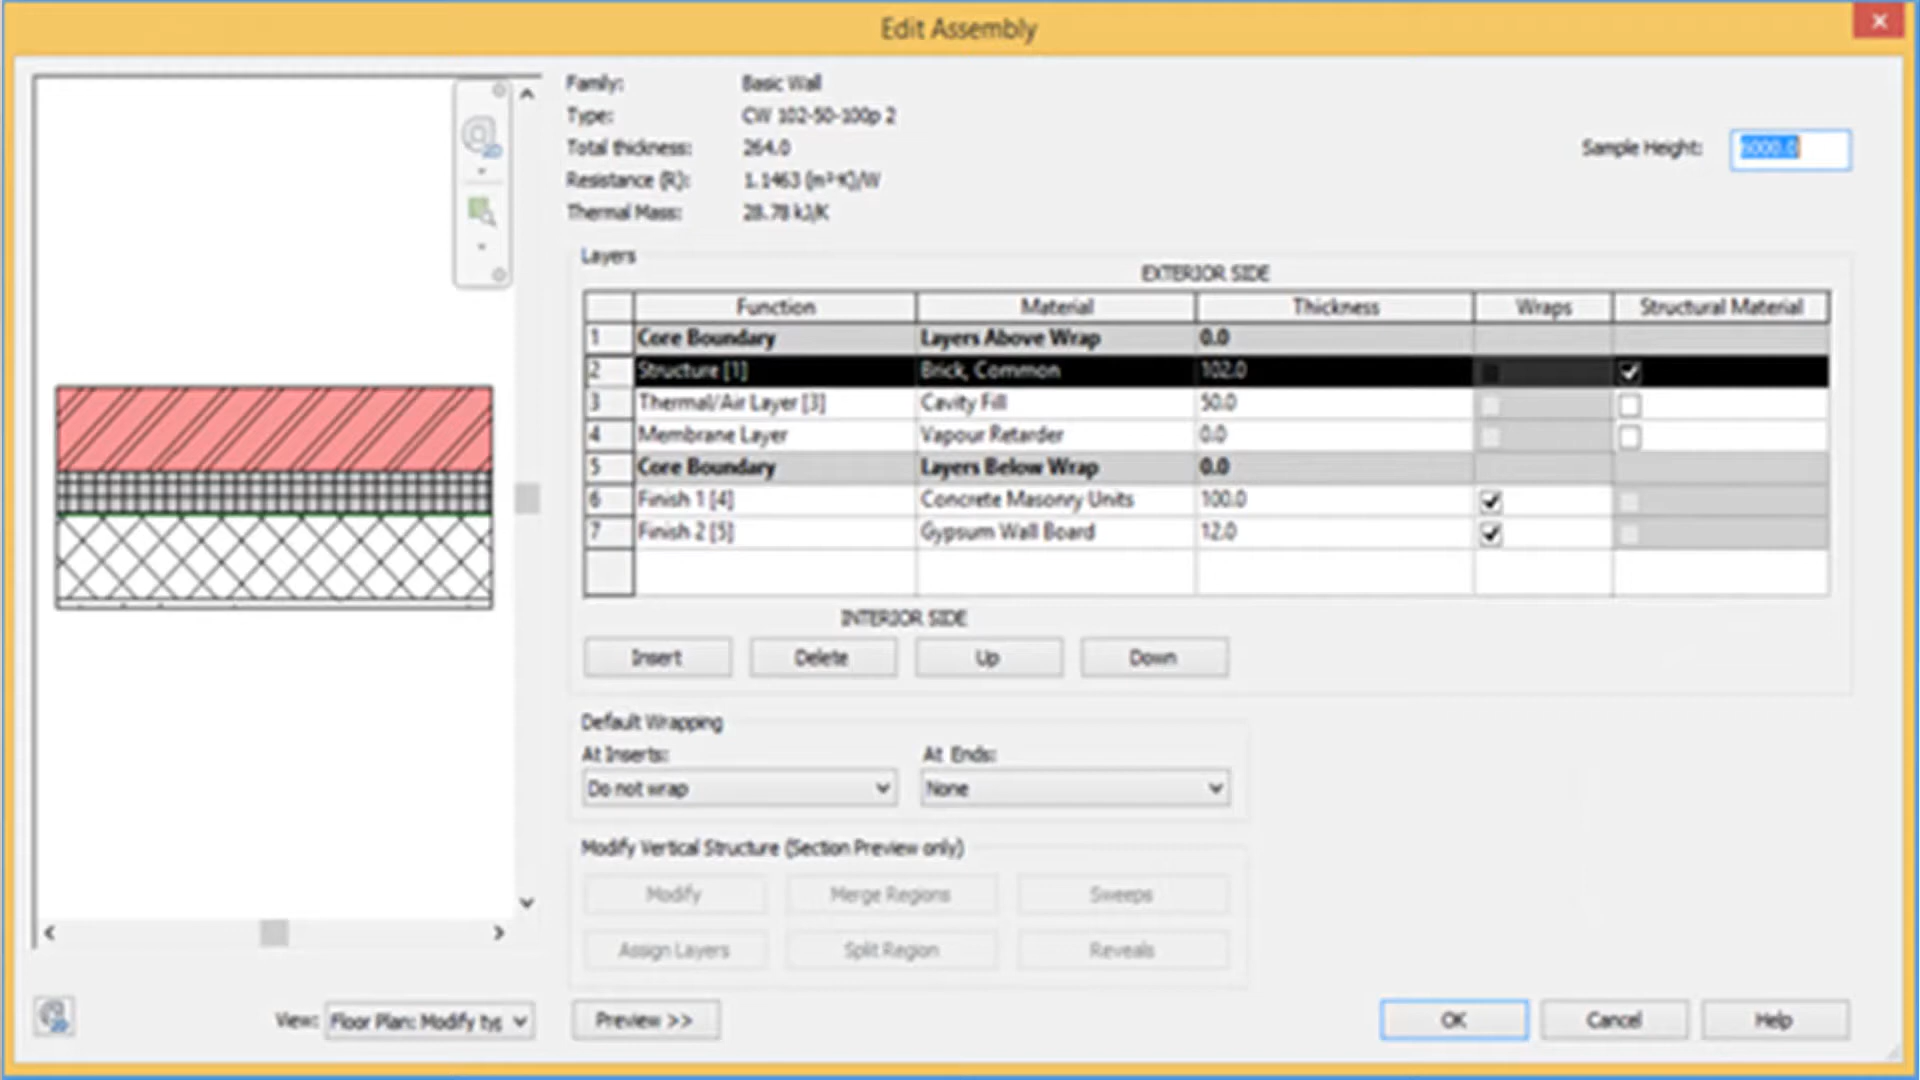 Edit Assembly
Family: Basic Wall
Type: CW 102-50-100p 2
Total thickness: 264.0
Resistance (R): 1.1463 (m²·K)/W
Thermal Mass: 28.78 kJ/K
Sample Height:
Layers
EXTERIOR SIDE
Function Material Thickness Wraps Structural Material
1 Core Boundary Layers Above Wrap 0.0
2 Structure [1] Brick, Common 102.0
3 Thermal/Air Layer [3] Cavity Fill 50.0
4 Membrane Layer Vapour Retarder 0.0
5 Core Boundary Layers Below Wrap 0.0
6 Finish 1 [4] Concrete Masonry Units 100.0
7 Finish 2 [5] Gypsum Wall Board 12.0
INTERIOR SIDE
Insert Delete Up Down
Default Wrapping
At Inserts: At Ends:
Do not wrap None
Modify Vertical Structure (Section Preview only)
Modify Merge Regions Sweeps
Assign Layers Split Region Reveals
View: Floor Plan: Modify typ Preview >> OK Cancel Help